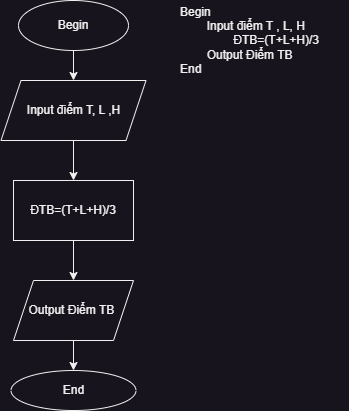 Begin
Input điểm T, L ,H
ĐTB=(T+L+H)/3
Output Điểm TB
End
Begin
Input điểm T , L, H
ĐTB=(T+L+H)/3
Output Điểm TB
End